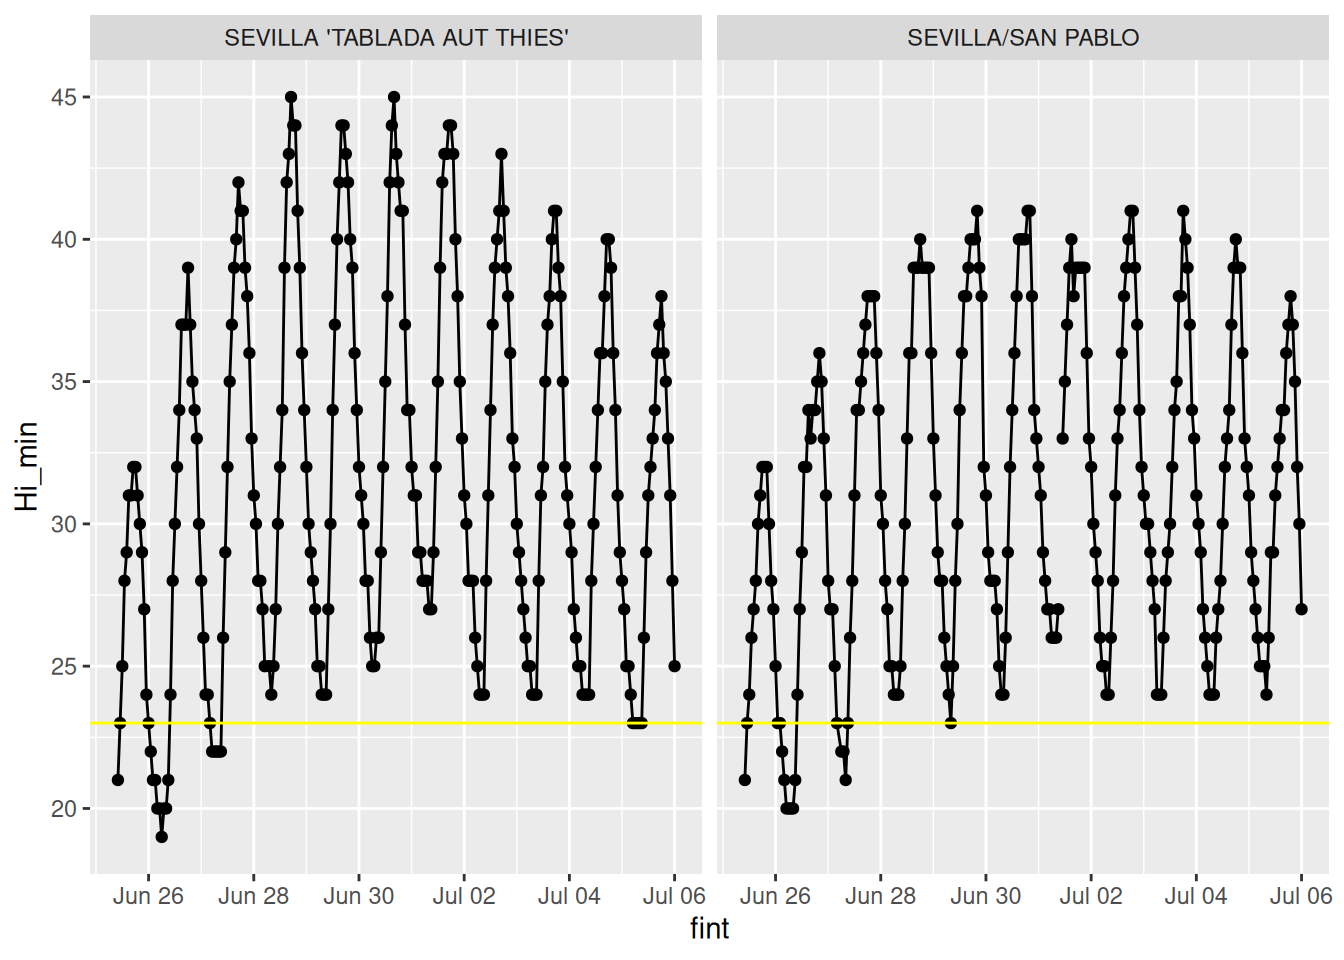 SEVILLA 'TABLADA AUT THIES'
SEVILLA/SAN PABLO
45
40
35
30
25
20
Hi_min
Jun 26 Jun 28 Jun 30 Jul 02 Jul 04 Jul 06
Jun 26 Jun 28 Jun 30 Jul 02 Jul 04 Jul 06
fint